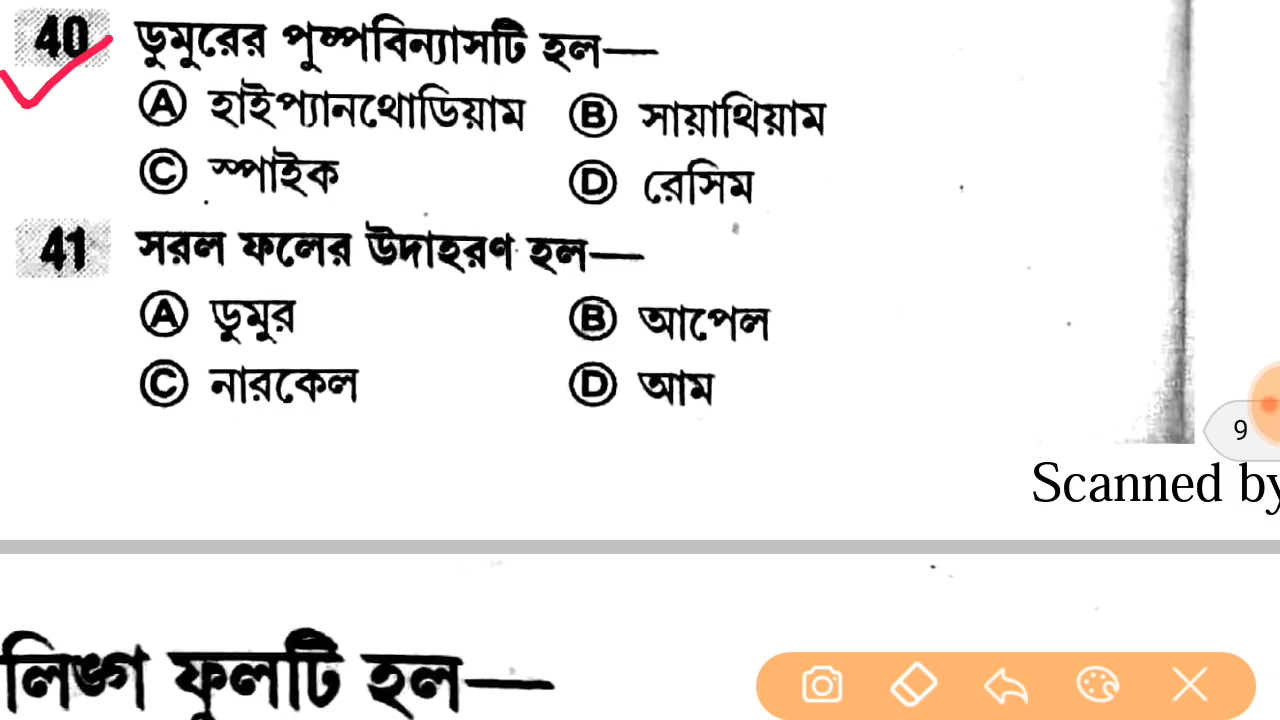 40 ডুমুরের পুষ্পবিন্যাসটি হল—
Ⓐ হাইপ্যানথোডিয়াম Ⓑ সায়াথিয়াম
Ⓒ স্পাইক Ⓓ রেসিম
41 সরল ফলের উদাহরণ হল—
Ⓐ ডুমুর Ⓑ আপেল
Ⓒ নারকেল Ⓓ আম
9
Scanned by
লিঙ্গ ফুলটি হল—